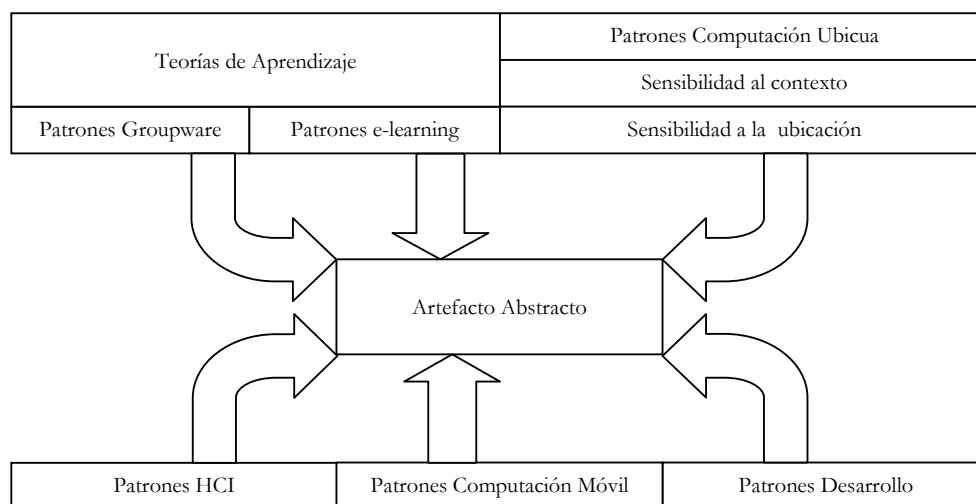 Teorías de Aprendizaje
Patrones Computación Ubicua
Sensibilidad al contexto
Patrones Groupware
Patrones e-learning
Sensibilidad a la ubicación
Artefacto Abstracto
Patrones HCI
Patrones Computación Móvil
Patrones Desarrollo